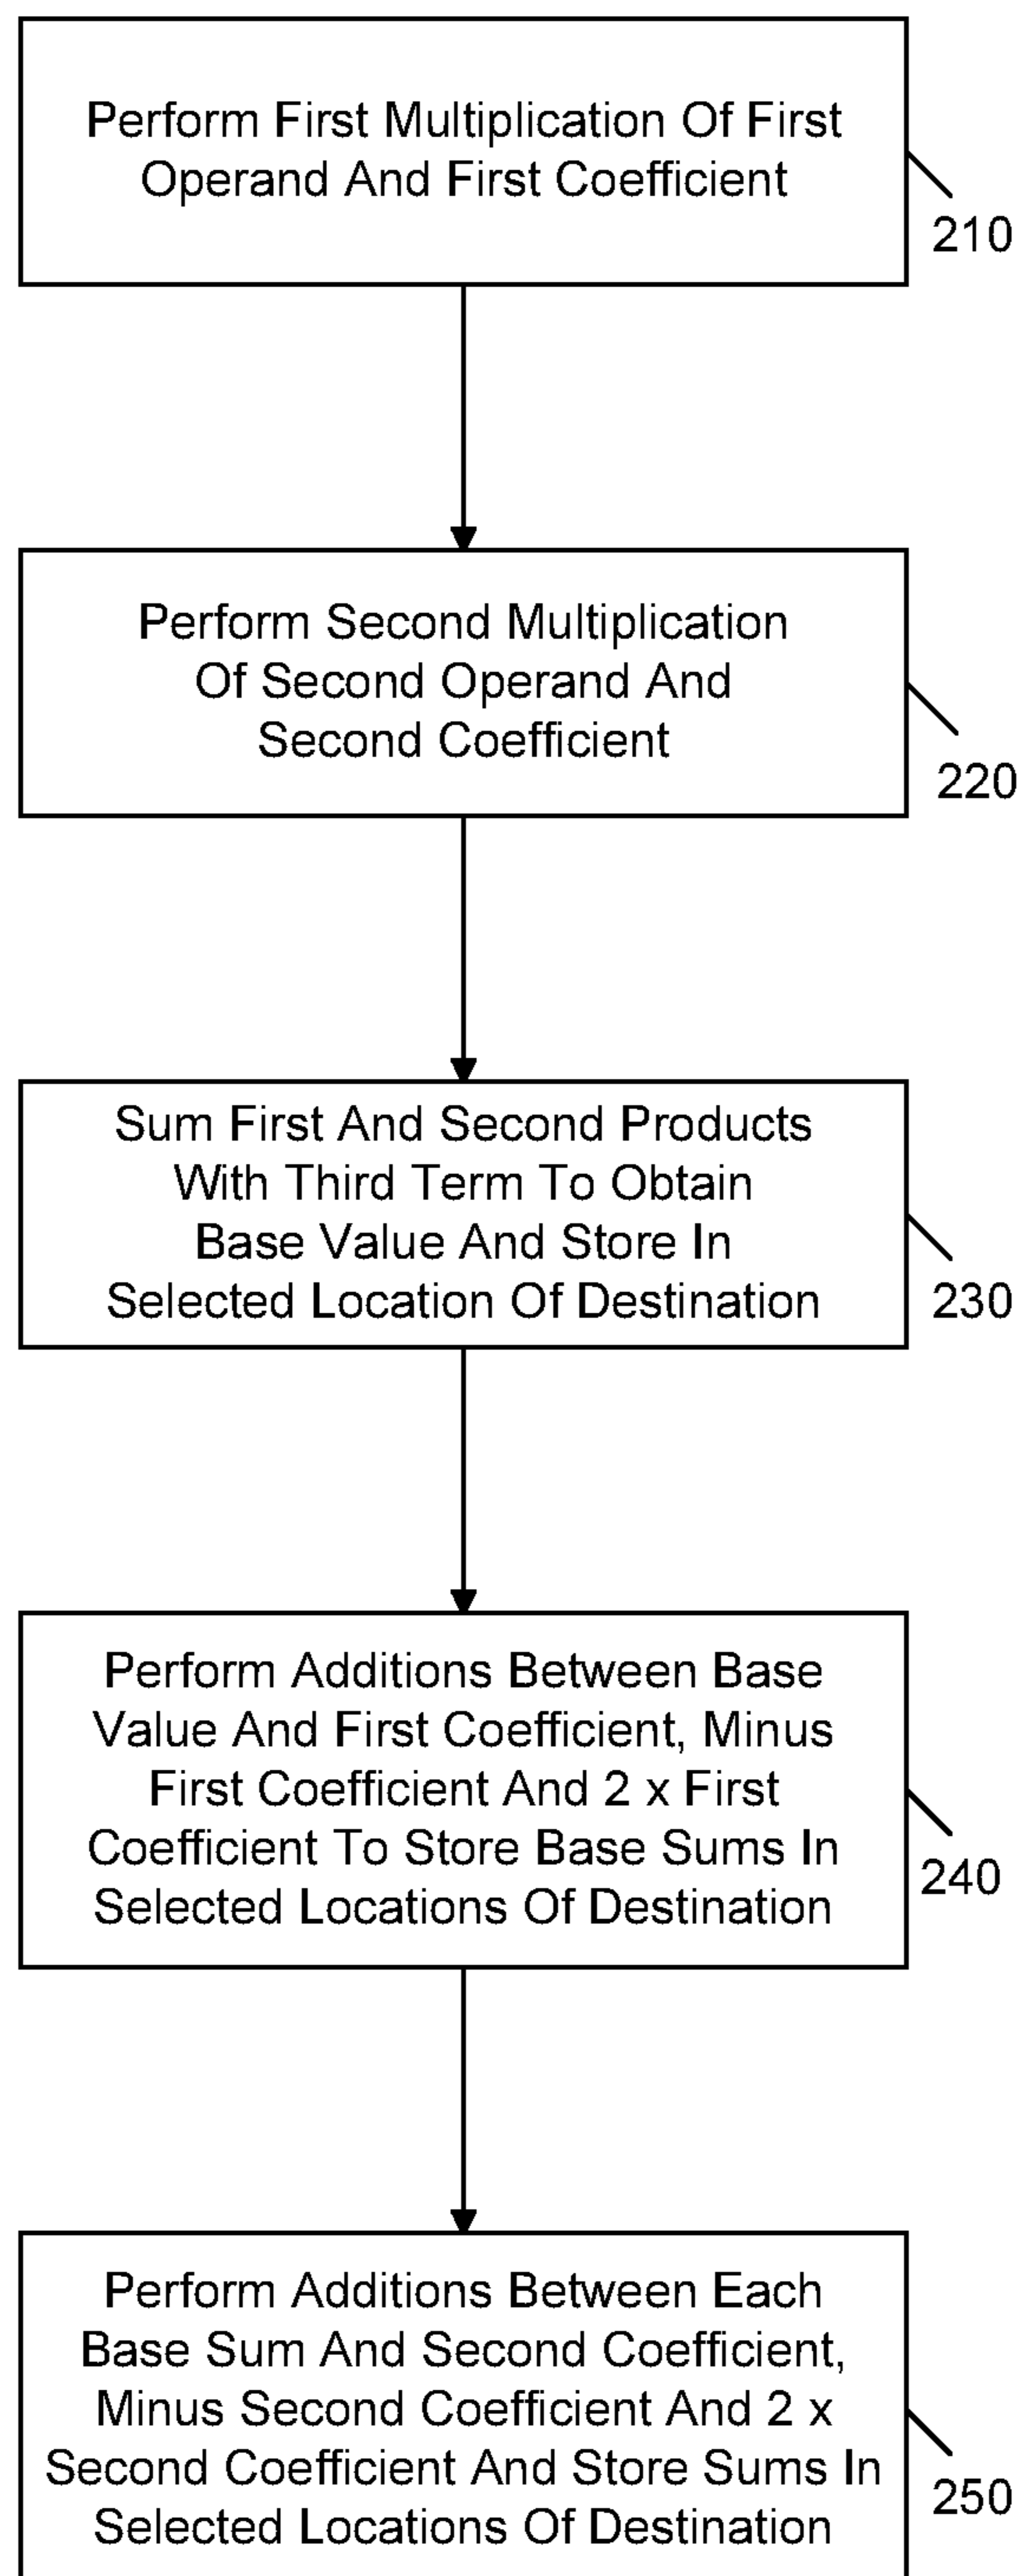 Perform First Multiplication Of First
Operand And First Coefficient
210
Perform Second Multiplication
Of Second Operand And
Second Coefficient
220
Sum First And Second Products
With Third Term To Obtain
Base Value And Store In
Selected Location Of Destination
230
Perform Additions Between Base
Value And First Coefficient, Minus
First Coefficient And 2 x First
Coefficient To Store Base Sums In
Selected Locations Of Destination
240
Perform Additions Between Each
Base Sum And Second Coefficient,
Minus Second Coefficient And 2 x
Second Coefficient And Store Sums In
Selected Locations Of Destination
250